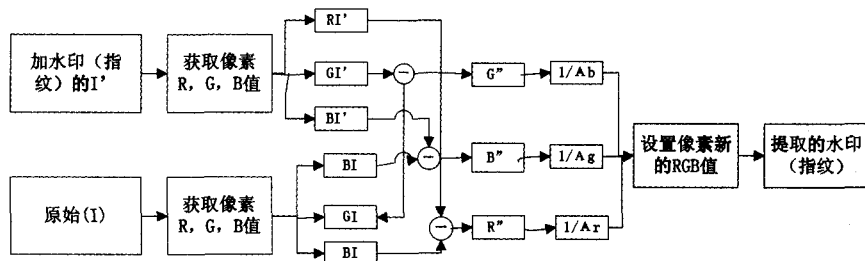 加水印（指
纹）的I'
获取像素
R，G，B值
RI'
GI'
BI'
—
—
—
G"
1/Ab
B"
1/Ag
R"
1/Ar
设置像素新
的RGB值
提取的水印
（指纹）
原始(I)
获取像素
R，G，B值
BI
GI
BI